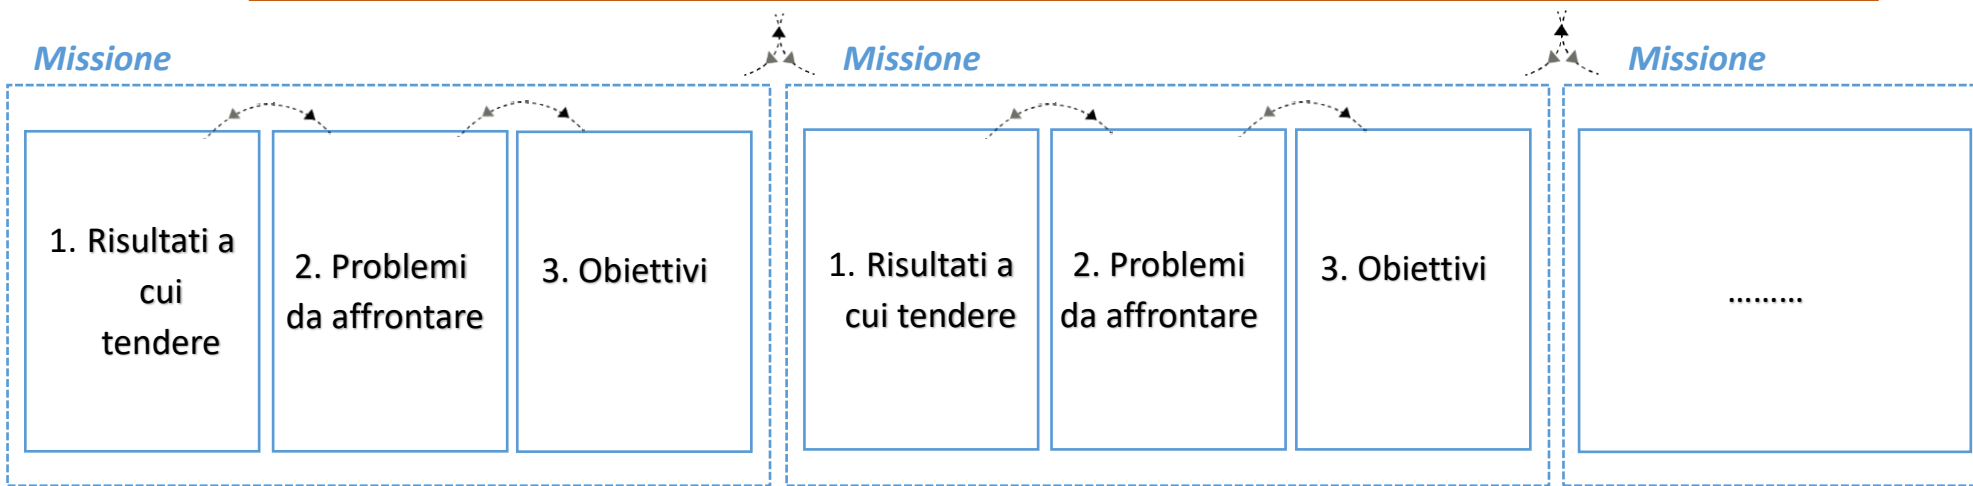 Missione
1. Risultati a
cui
tendere
2. Problemi
da affrontare
3. Obiettivi
Missione
1. Risultati a
cui tendere
2. Problemi
da affrontare
3. Obiettivi
Missione
.........